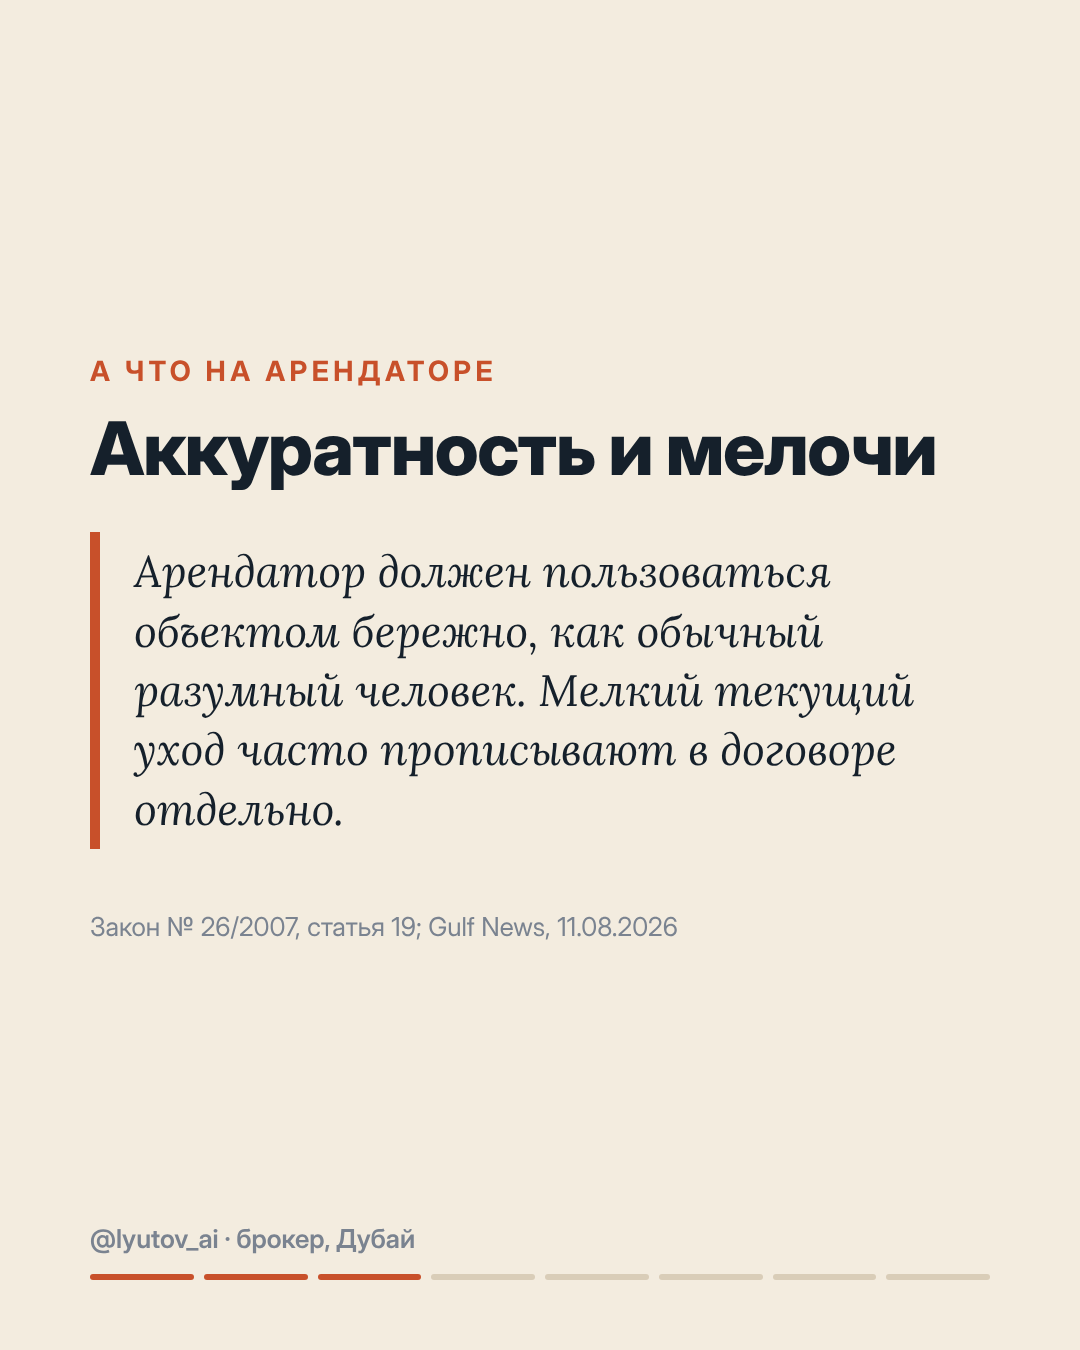 А ЧТО НА АРЕНДАТОРЕ
Аккуратность и мелочи
Арендатор должен пользоваться
объектом бережно, как обычный
разумный человек. Мелкий текущий
уход часто прописывают в договоре
отдельно.
Закон № 26/2007, статья 19; Gulf News, 11.08.2026
@lyutov_ai · брокер, Дубай